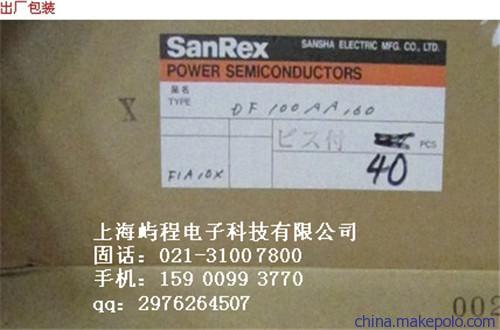 出厂包装
SanRex
SANSHA ELECTRIC MFG. CO., LTD.
POWER SEMICONDUCTORS
品名
TYPE
DF100AA160
X
ビス付
PCS
40
F1A10X
上海屿程电子科技有限公司
固话：021-31007800
手机：159 0099 3770
qq：2976264507
002
china.makepolo.com